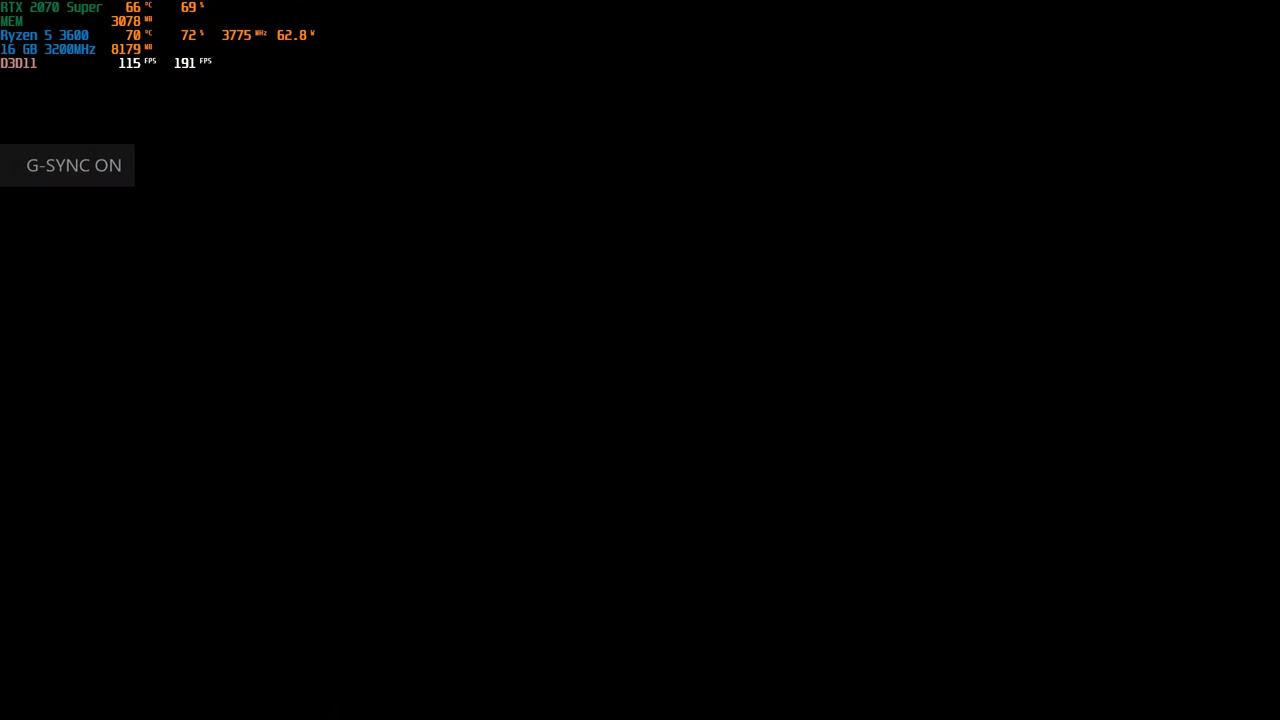 RTX 2070 Super 66 °C 69 %
MEM 3078 MB
Ryzen 5 3600 70 °C 72 % 3775 MHz 62.8 W
16 GB 3200MHz 8179 MB
D3D11 115 FPS 191 FPS
G-SYNC ON